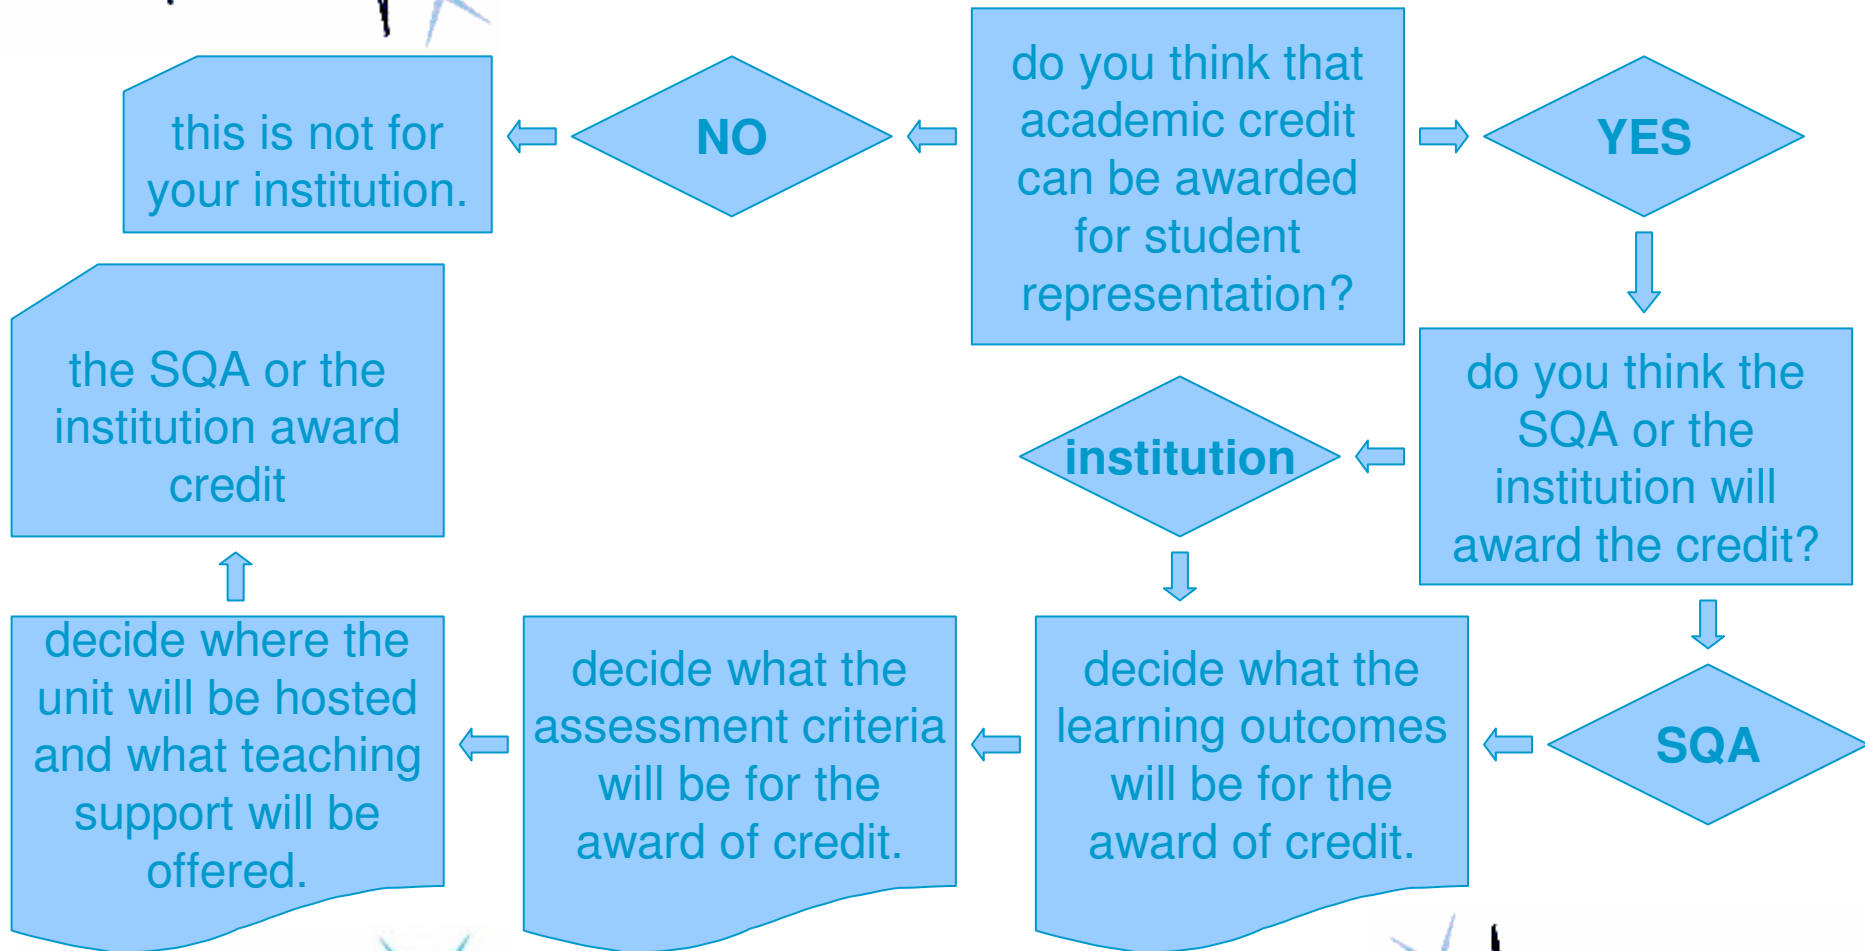 do you think that
academic credit
can be awarded
for student
representation?
NO
this is not for
your institution.
YES
do you think the
SQA or the
institution will
award the credit?
institution
SQA
decide what the
learning outcomes
will be for the
award of credit.
decide what the
assessment criteria
will be for the
award of credit.
decide where the
unit will be hosted
and what teaching
support will be
offered.
the SQA or the
institution award
credit